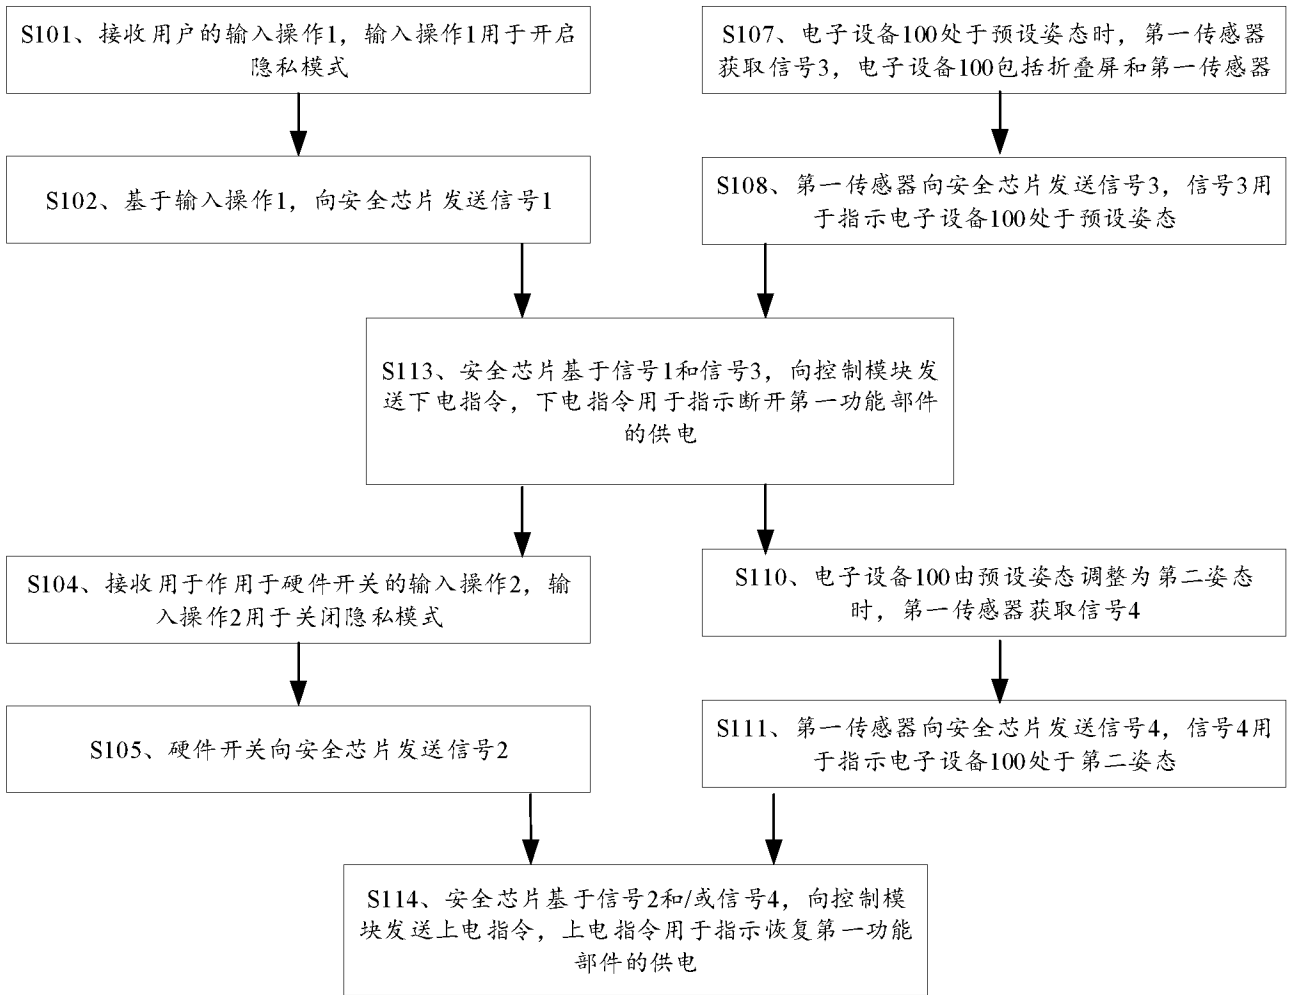 S101、接收用户的输入操作1，输入操作1用于开启
隐私模式
S102、基于输入操作1，向安全芯片发送信号1
S107、电子设备100处于预设姿态时，第一传感器
获取信号3，电子设备100包括折叠屏和第一传感器
S108、第一传感器向安全芯片发送信号3，信号3用
于指示电子设备100处于预设姿态
S113、安全芯片基于信号1和信号3，向控制模块发
送下电指令，下电指令用于指示断开第一功能部件
的供电
S104、接收用于作用于硬件开关的输入操作2，输
入操作2用于关闭隐私模式
S105、硬件开关向安全芯片发送信号2
S110、电子设备100由预设姿态调整为第二姿态
时，第一传感器获取信号4
S111、第一传感器向安全芯片发送信号4，信号4用
于指示电子设备100处于第二姿态
S114、安全芯片基于信号2和/或信号4，向控制模
块发送上电指令，上电指令用于指示恢复第一功能
部件的供电